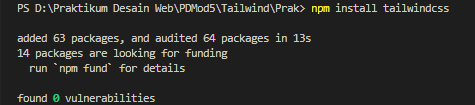 PS D:\Praktikum Desain Web\PDMod5\Tailwind\Prak> npm install tailwindcss
added 63 packages, and audited 64 packages in 13s
14 packages are looking for funding
run `npm fund` for details
found 0 vulnerabilities